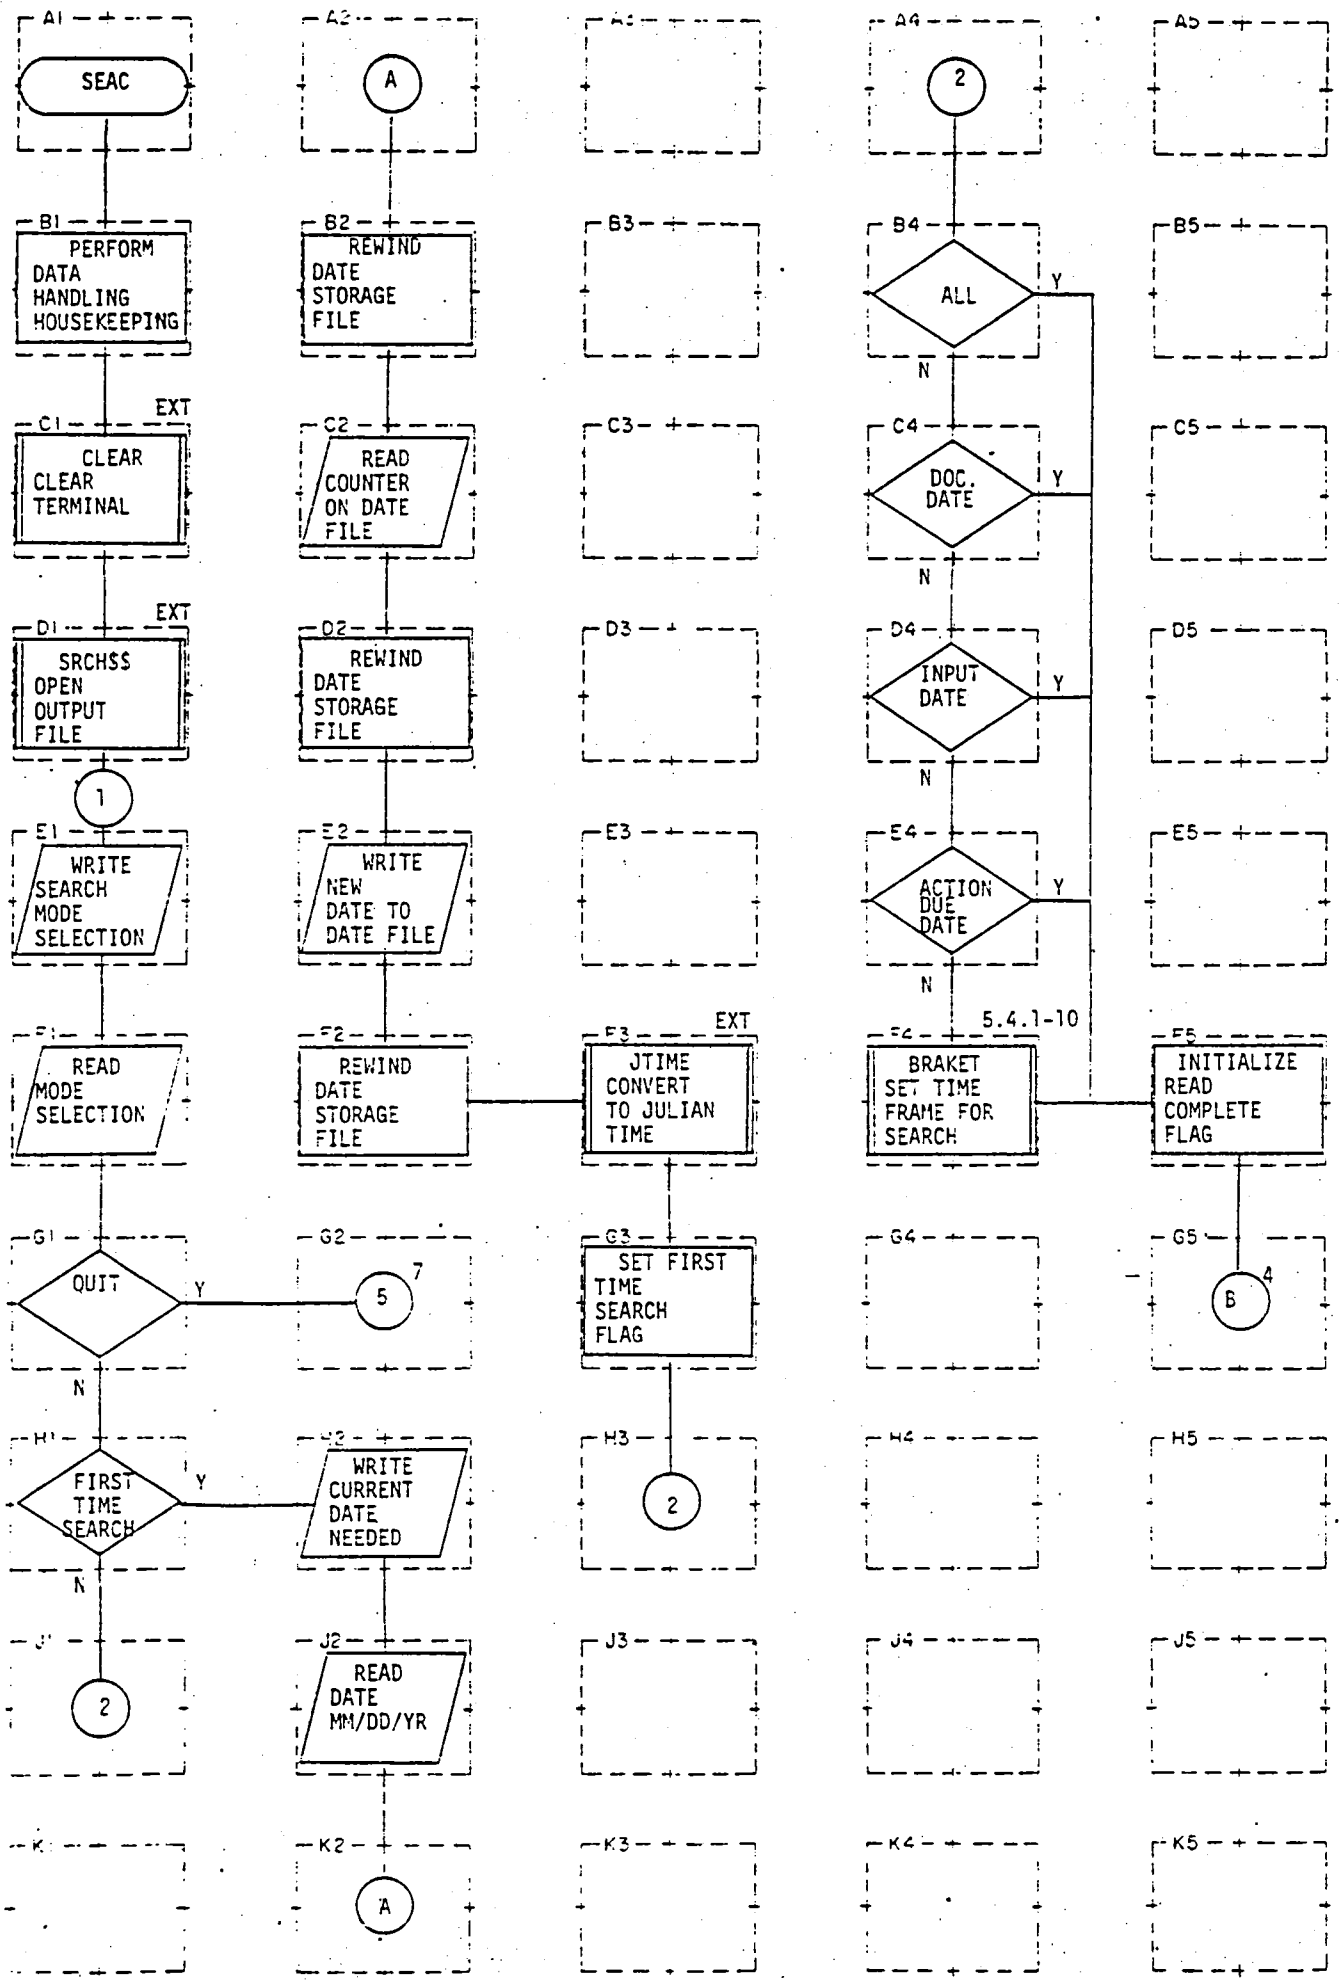 A1
SEAC
B1
PERFORM
DATA
HANDLING
HOUSEKEEPING
EXT
C1
CLEAR
CLEAR
TERMINAL
EXT
D1
SRCH$$
OPEN
OUTPUT
FILE
1
E1
WRITE
SEARCH
MODE
SELECTION
F1
READ
MODE
SELECTION
G1
QUIT
Y
N
H1
FIRST
TIME
SEARCH
Y
N
2
A2
A
B2
REWIND
DATE
STORAGE
FILE
C2
READ
COUNTER
ON DATE
FILE
D2
REWIND
DATE
STORAGE
FILE
E2
WRITE
NEW
DATE TO
DATE FILE
F2
REWIND
DATE
STORAGE
FILE
G2
7
5
H2
WRITE
CURRENT
DATE
NEEDED
J2
READ
DATE
MM/DD/YR
K2
A
B3
C3
D3
E3
EXT
F3
JTIME
CONVERT
TO JULIAN
TIME
G3
SET FIRST
TIME
SEARCH
FLAG
H3
2
J3
K3
A4
2
B4
ALL
Y
N
C4
DOC.
DATE
Y
N
D4
INPUT
DATE
Y
N
E4
ACTION
DUE
DATE
Y
N
5.4.1-10
F4
BRAKET
SET TIME
FRAME FOR
SEARCH
G4
H4
J4
K4
A5
B5
C5
D5
E5
F5
INITIALIZE
READ
COMPLETE
FLAG
G5
4
B
H5
J5
K5